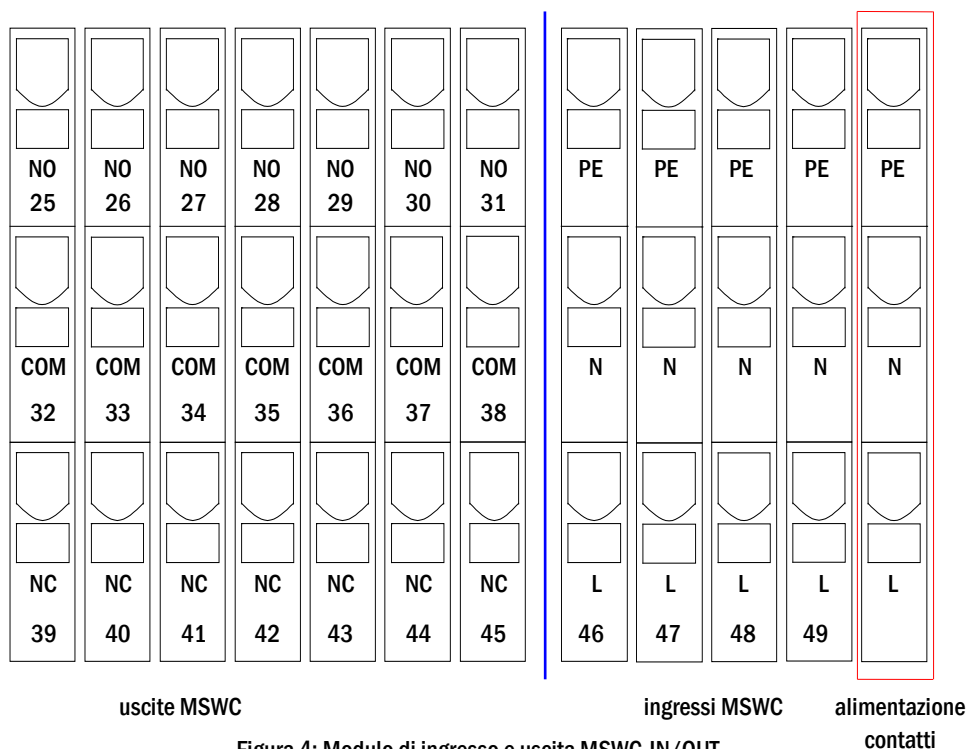 NO NO NO NO NO NO NO PE PE PE PE PE
25 26 27 28 29 30 31
COM COM COM COM COM COM COM N N N N N
32 33 34 35 36 37 38
NC NC NC NC NC NC NC L L L L L
39 40 41 42 43 44 45 46 47 48 49
uscite MSWC ingressi MSWC alimentazione
contatti
Figura 4: Modulo di ingresso e uscita MSWC-IN/OUT